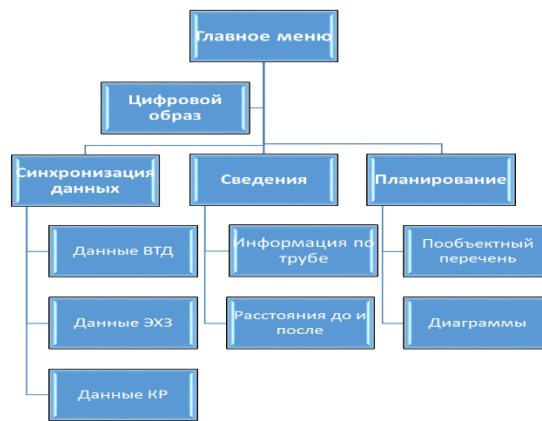 Главное меню
Цифровой
образ
Синхронизация
данных
Сведения
Планирование
Данные ВТД
Информация по
трубе
Пообъектный
перечень
Данные ЭХЗ
Расстояния до и
после
Диаграммы
Данные КР